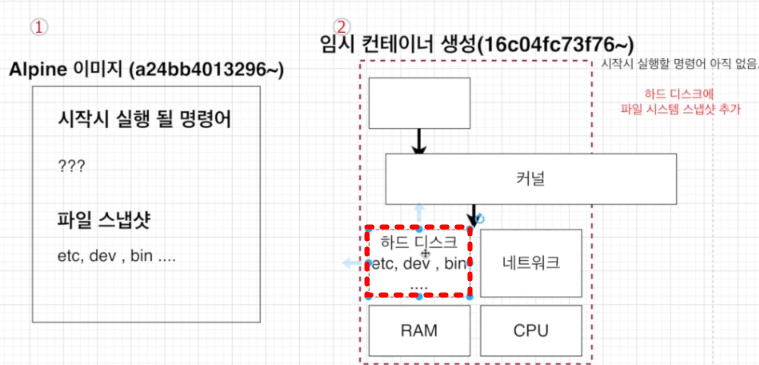 ①
Alpine 이미지 (a24bb4013296~)
시작시 실행 될 명령어
???
파일 스냅샷
etc, dev , bin ....
②
임시 컨테이너 생성(16c04fc73f76~)
시작시 실행할 명령어 아직 없음.
하드 디스크에
파일 시스템 스냅샷 추가
커널
하드 디스크
etc, dev , bin
....
네트워크
RAM
CPU